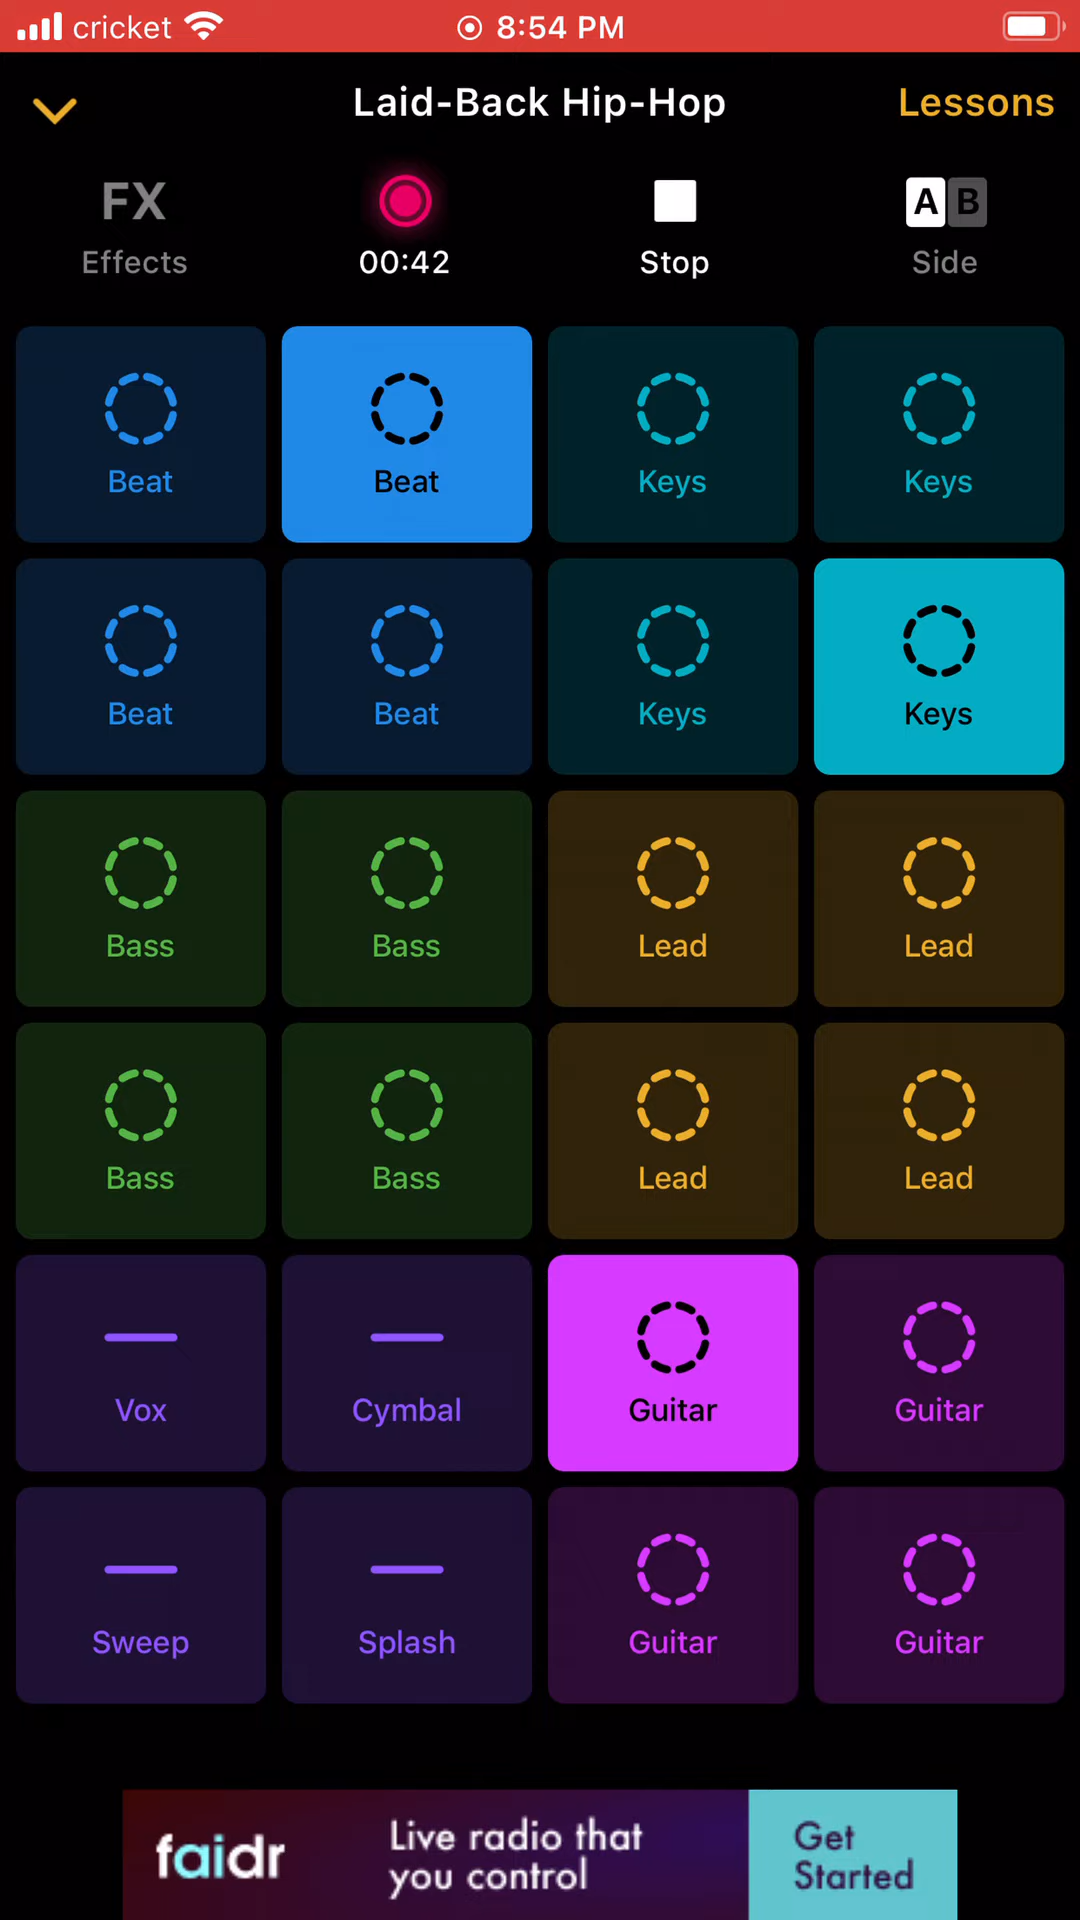 cricket 8:54 PM
Laid-Back Hip-Hop Lessons
FX A B
Effects 00:42 Stop Side
Beat Beat Keys Keys
Beat Beat Keys Keys
Bass Bass Lead Lead
Bass Bass Lead Lead
Vox Cymbal Guitar Guitar
Sweep Splash Guitar Guitar
faidr
Live radio that
you control
Get
Started